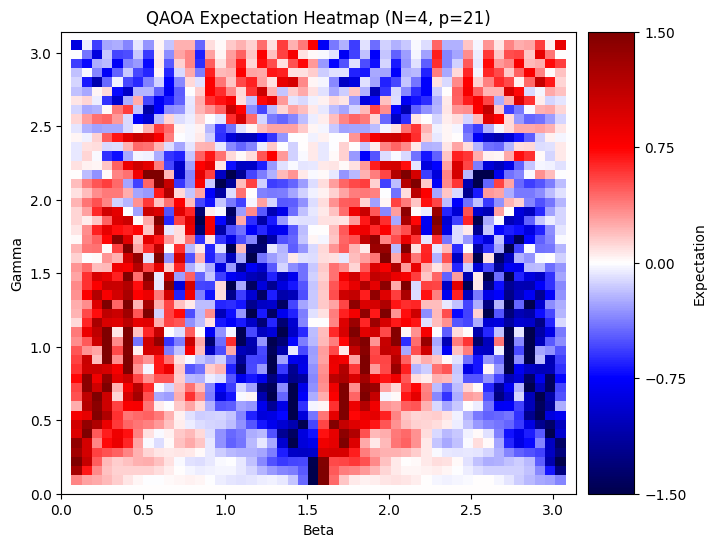 QAOA Expectation Heatmap (N=4, p=21)
Gamma
3.0
2.5
2.0
1.5
1.0
0.5
0.0
0.0 0.5 1.0 1.5 2.0 2.5 3.0
Beta
1.50
0.75
0.00
−0.75
−1.50
Expectation